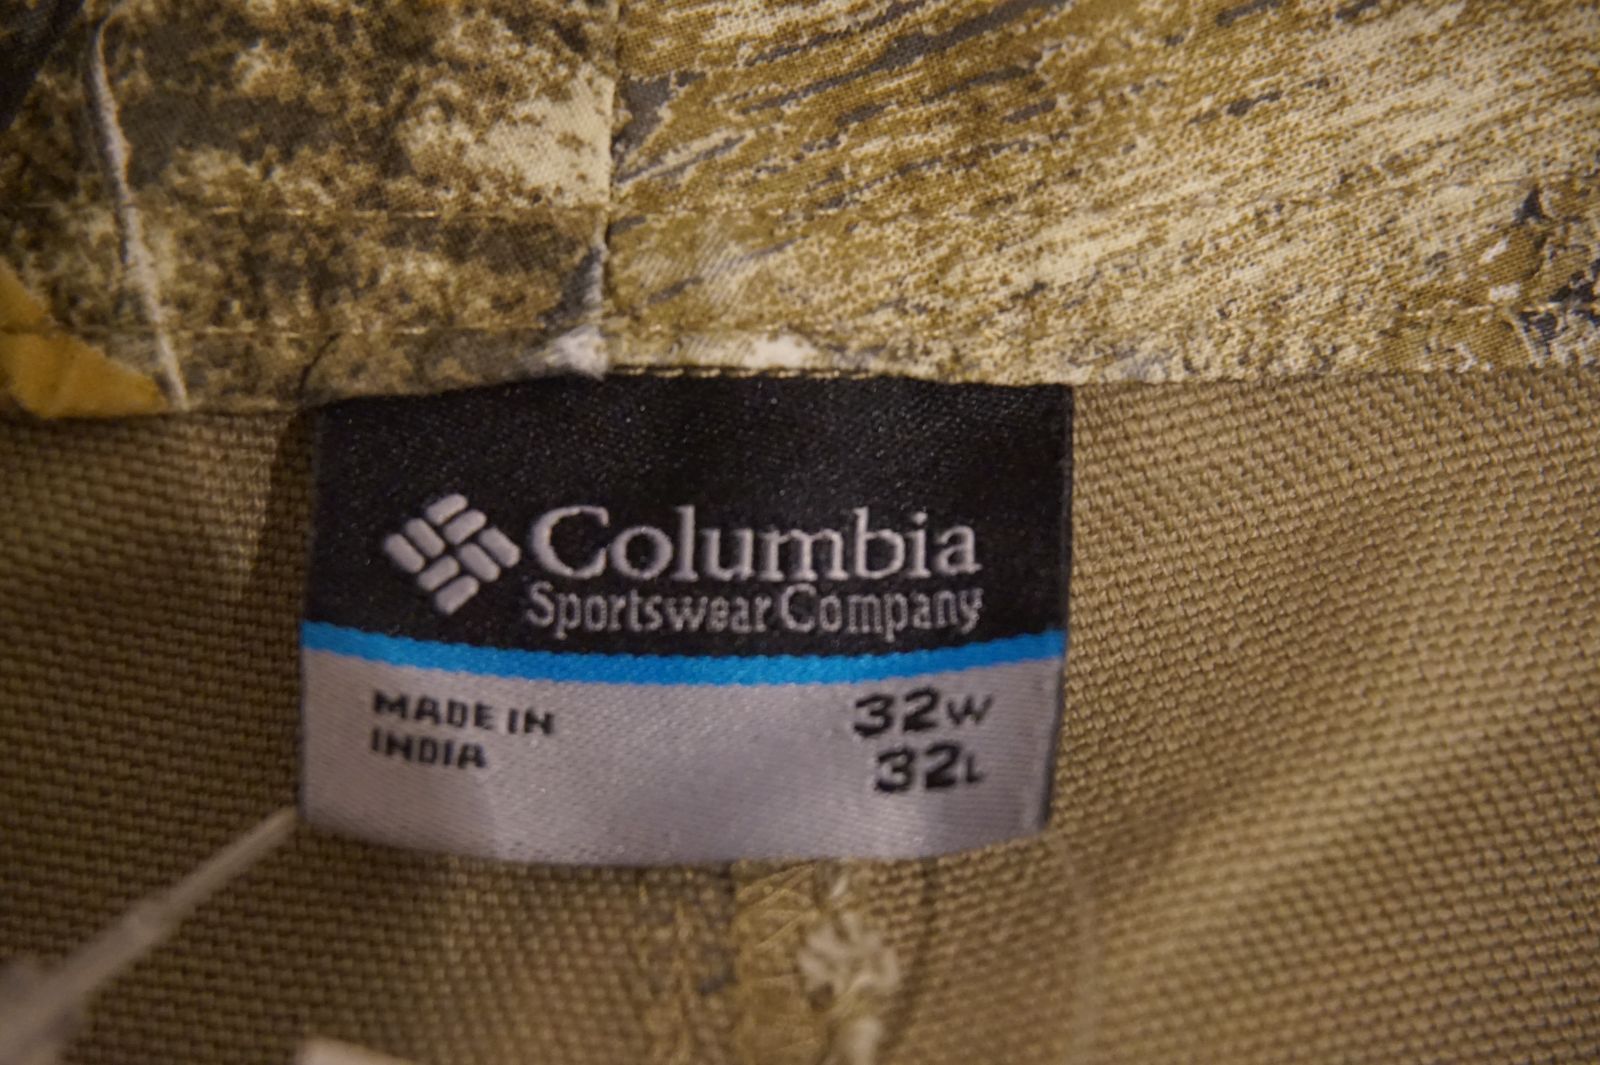 Columbia
Sportswear Company
MADE IN
INDIA
32W
32L